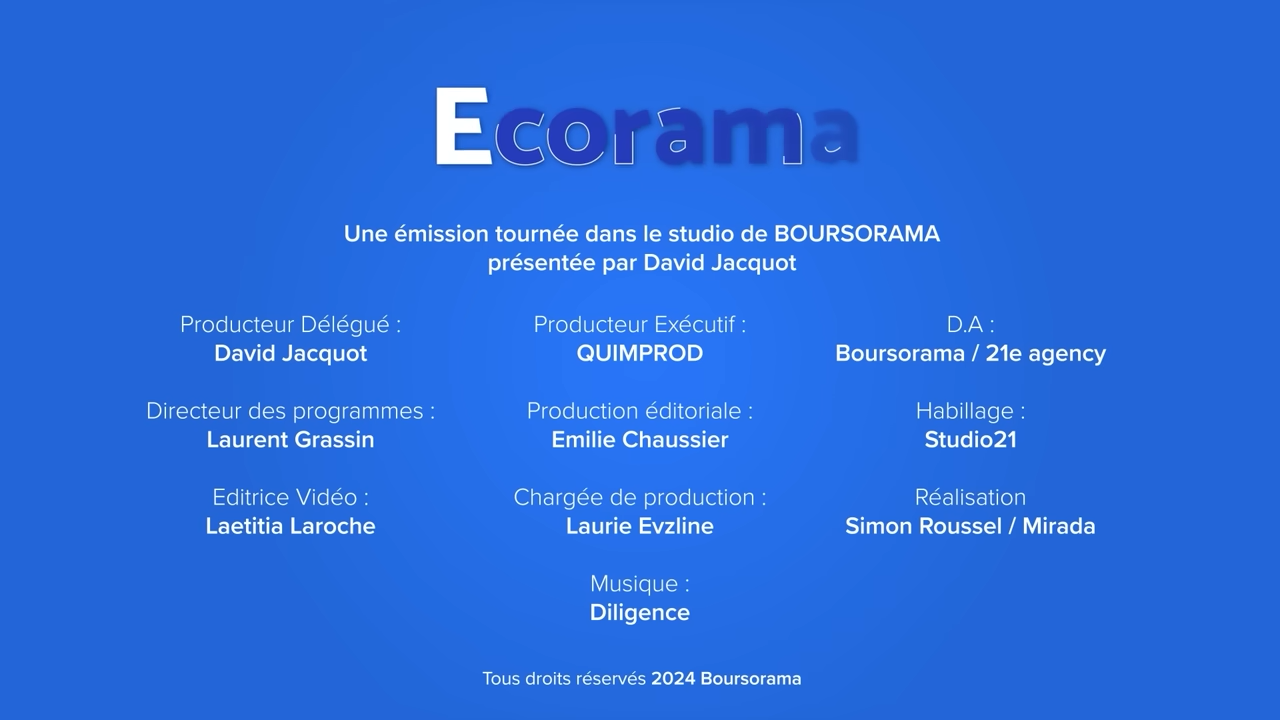 Ecorama
Une émission tournée dans le studio de BOURSORAMA
présentée par David Jacquot
Producteur Délégué :
David Jacquot
Producteur Exécutif :
QUIMPROD
D.A :
Boursorama / 21e agency
Directeur des programmes :
Laurent Grassin
Production éditoriale :
Emilie Chaussier
Habillage :
Studio21
Editrice Vidéo :
Laetitia Laroche
Chargée de production :
Laurie Evzline
Réalisation
Simon Roussel / Mirada
Musique :
Diligence
Tous droits réservés 2024 Boursorama